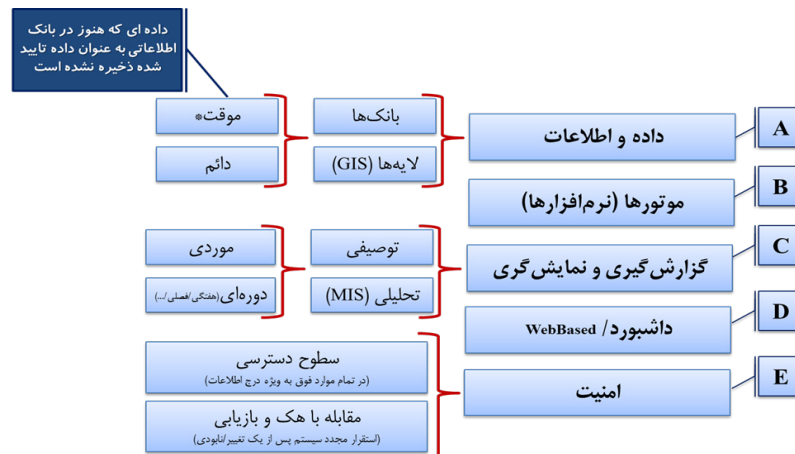 داده ای که هنوز در بانک
اطلاعاتی به عنوان داده تایید
شده ذخیره نشده است
A
داده و اطلاعات
بانک‌ها
لایه‌ها (GIS)
موقت*
دائم
B
موتورها (نرم‌افزارها)
C
گزارش‌گیری و نمایش‌گری
توصیفی
تحلیلی (MIS)
موردی
دوره‌ای (هفتگی/فصلی/...)
D
داشبورد/ WebBased
E
امنیت
سطوح دسترسی
(در تمام موارد فوق به ویژه درج اطلاعات)
مقابله با هک و بازیابی
(استقرار مجدد سیستم پس از یک تغییر/نابودی)